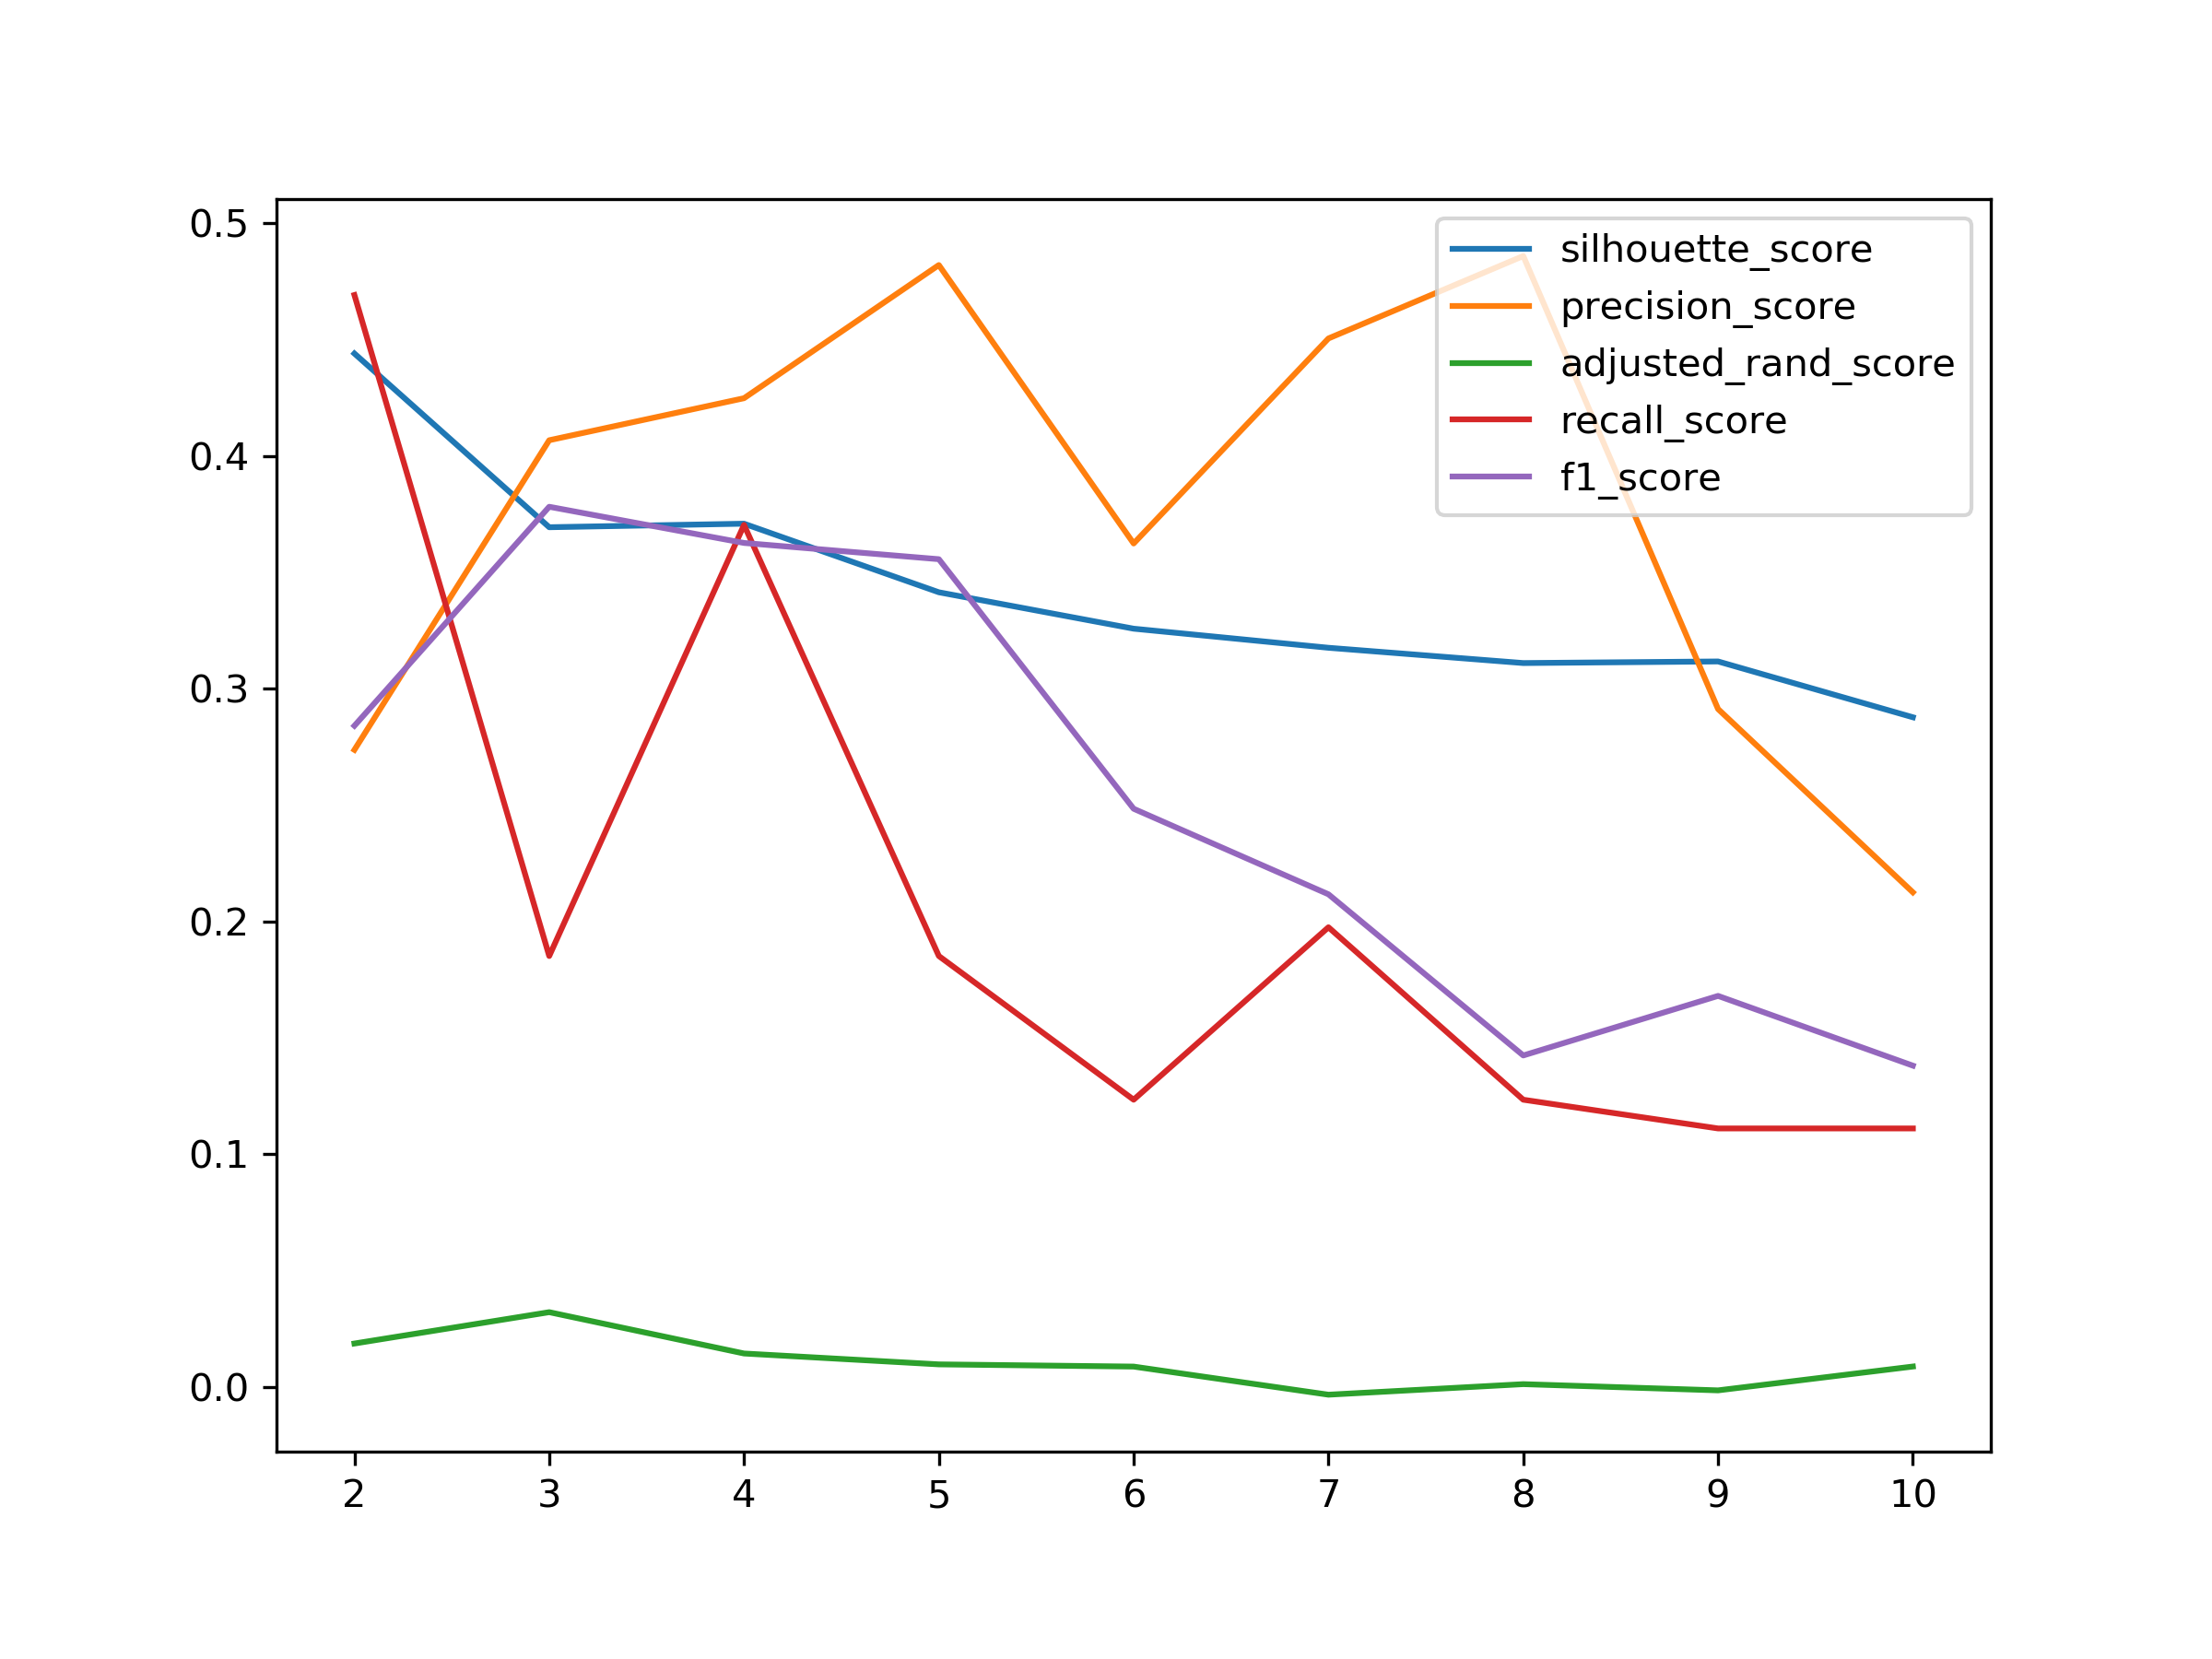 0.5
0.4
0.3
0.2
0.1
0.0
silhouette_score
precision_score
adjusted_rand_score
recall_score
f1_score
2 3 4 5 6 7 8 9 10